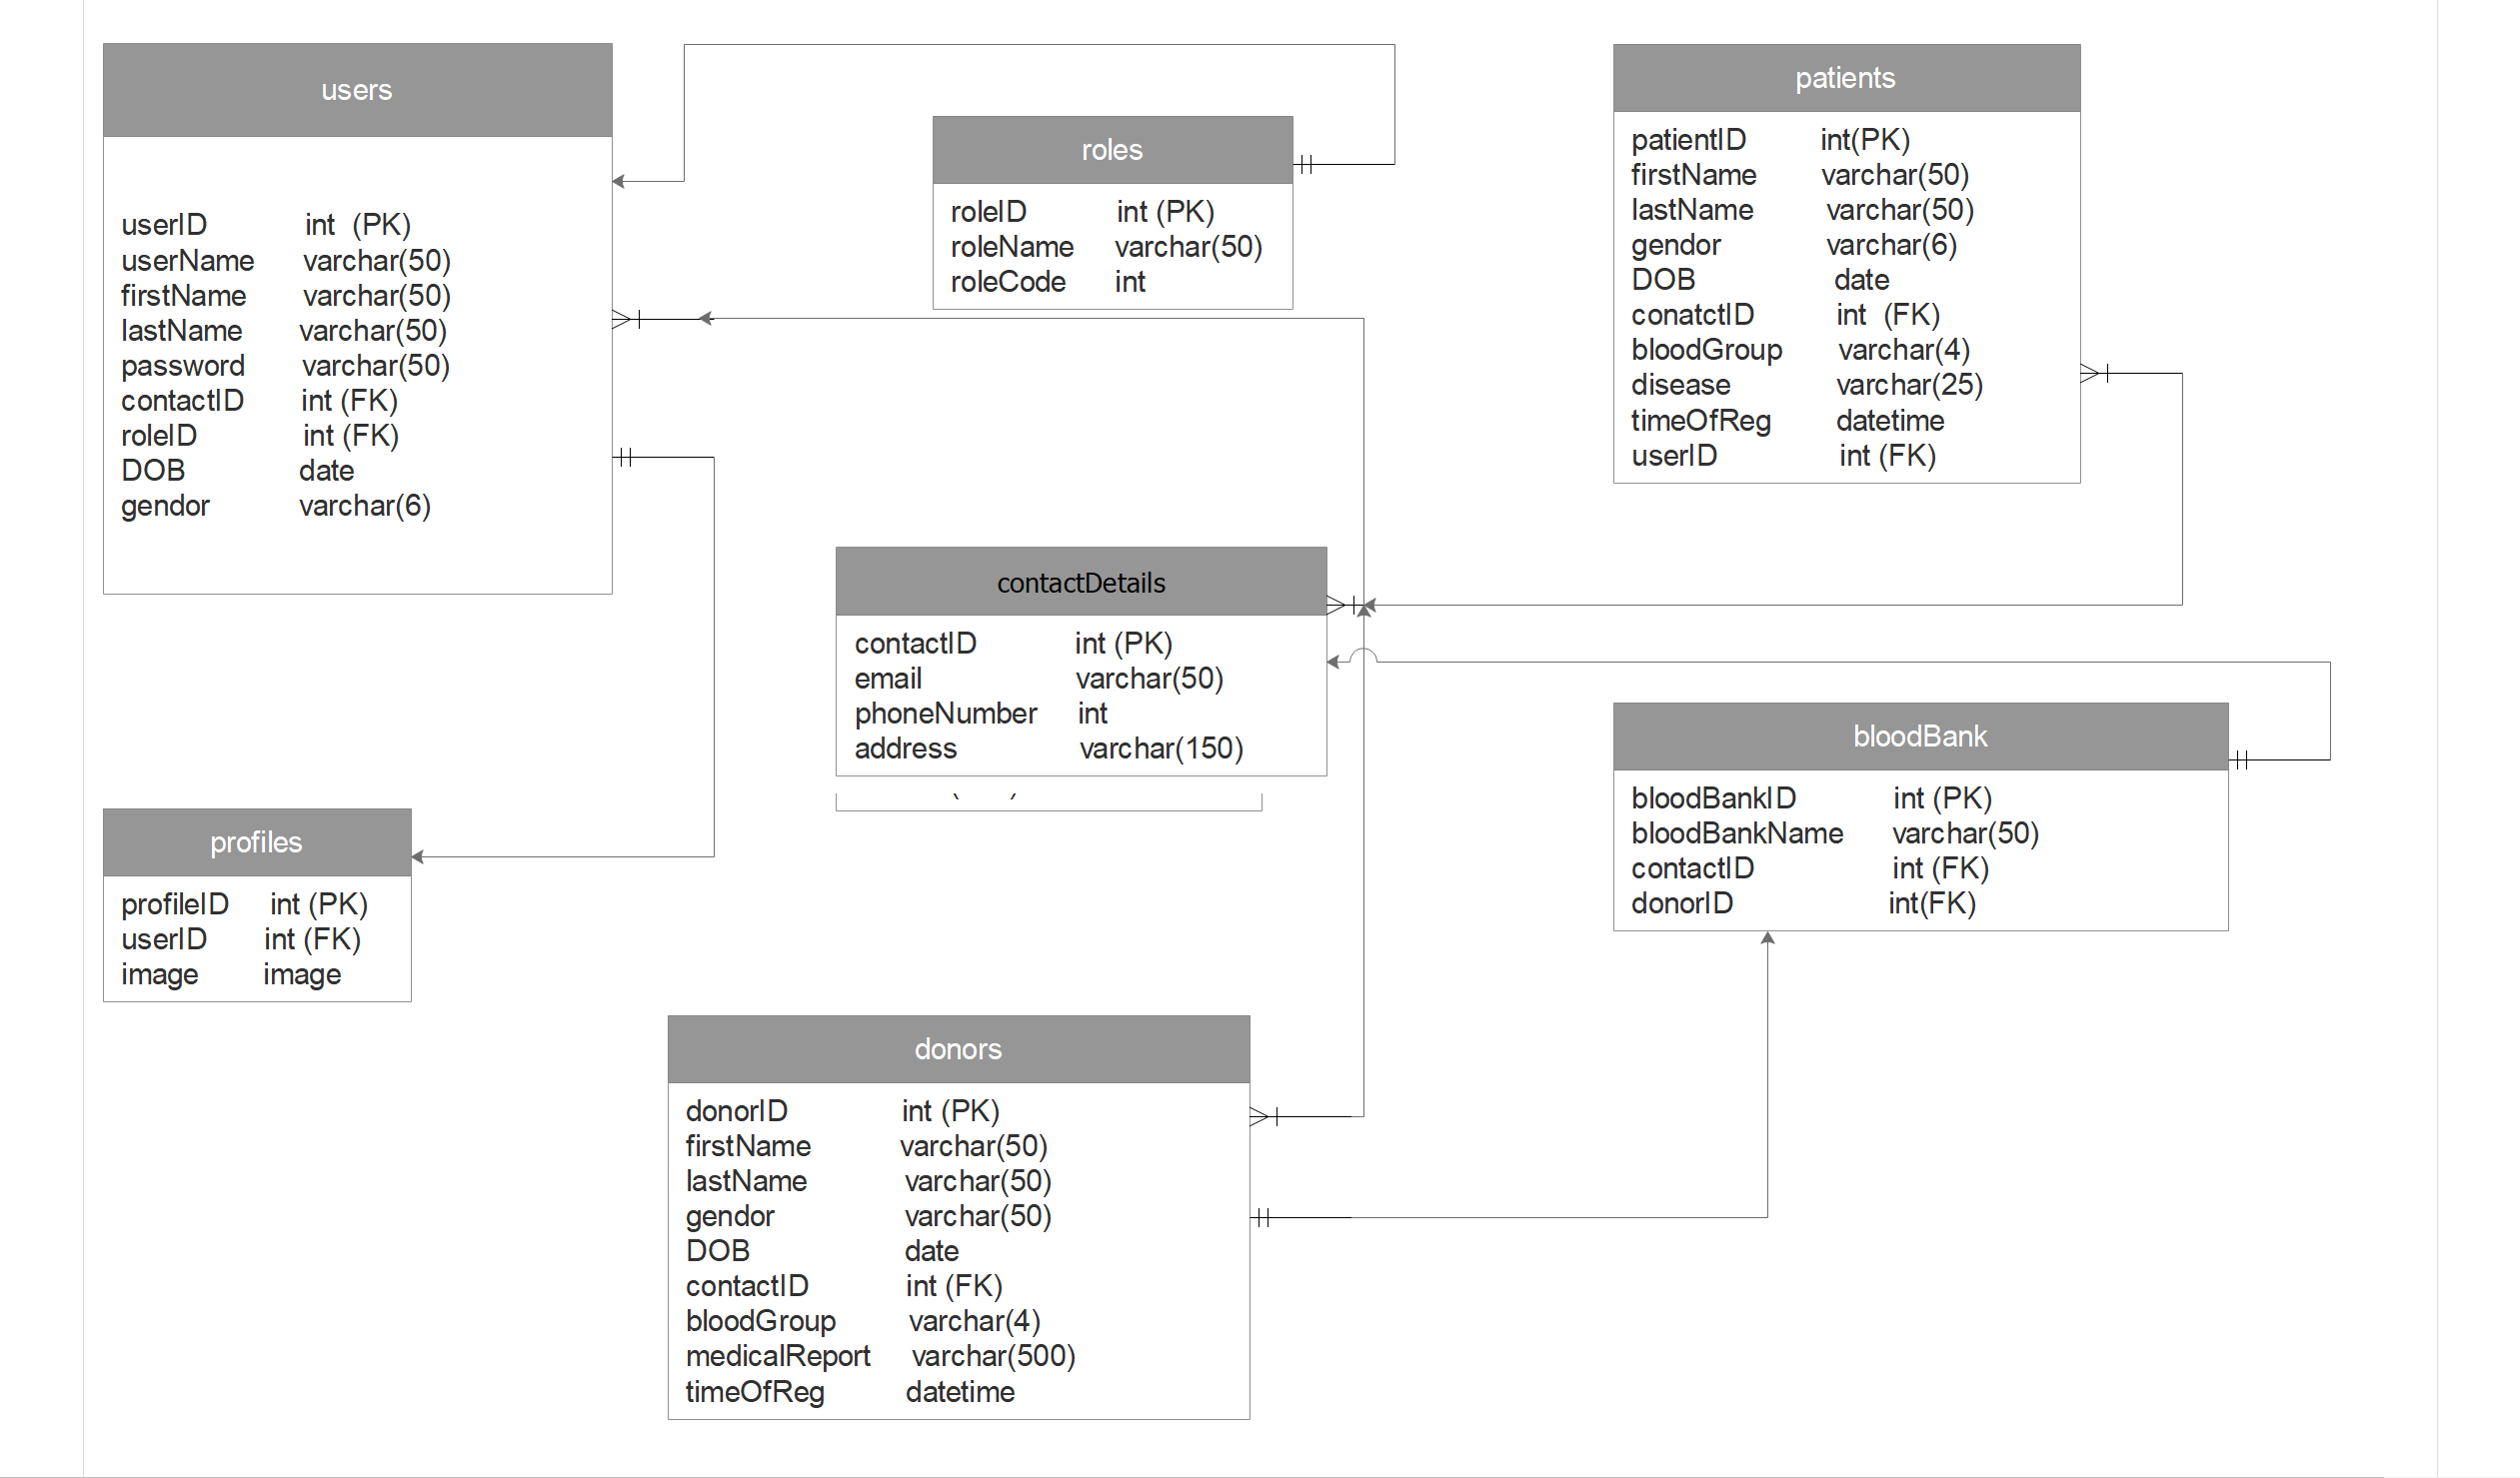 users
userID int (PK)
userName varchar(50)
firstName varchar(50)
lastName varchar(50)
password varchar(50)
contactID int (FK)
roleID int (FK)
DOB date
gendor varchar(6)
roles
roleID int (PK)
roleName varchar(50)
roleCode int
patients
patientID int(PK)
firstName varchar(50)
lastName varchar(50)
gendor varchar(6)
DOB date
conatctID int (FK)
bloodGroup varchar(4)
disease varchar(25)
timeOfReg datetime
userID int (FK)
contactDetails
contactID int (PK)
email varchar(50)
phoneNumber int
address varchar(150)
bloodBank
bloodBankID int (PK)
bloodBankName varchar(50)
contactID int (FK)
donorID int(FK)
profiles
profileID int (PK)
userID int (FK)
image image
donors
donorID int (PK)
firstName varchar(50)
lastName varchar(50)
gendor varchar(50)
DOB date
contactID int (FK)
bloodGroup varchar(4)
medicalReport varchar(500)
timeOfReg datetime